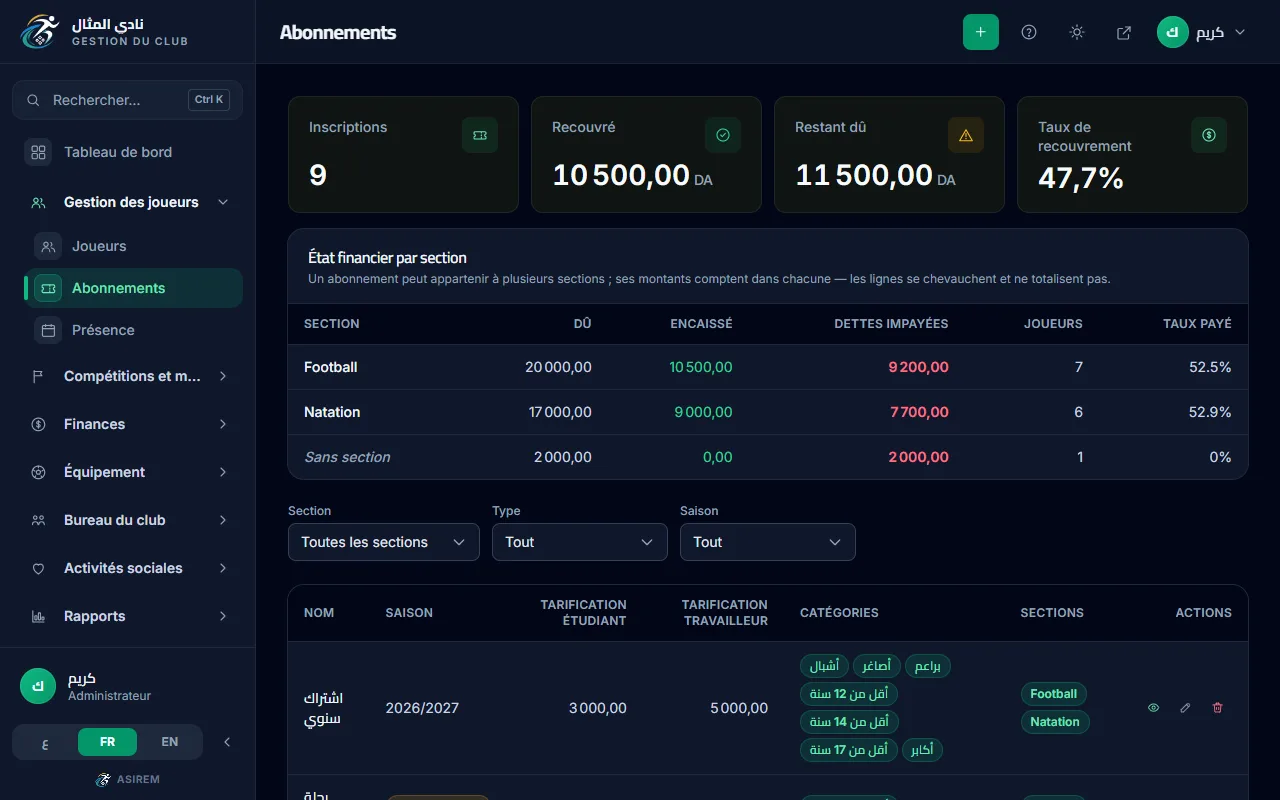 نادي المثال
GESTION DU CLUB
Rechercher...
Ctrl K
Tableau de bord
Gestion des joueurs
Joueurs
Abonnements
Présence
Compétitions et m...
Finances
Équipement
Bureau du club
Activités sociales
Rapports
ك
كريم
Administrateur
ع
FR
EN
ASIREM
Abonnements
+
ك
كريم
Inscriptions
9
Recouvré
10 500,00 DA
Restant dû
11 500,00 DA
Taux de
recouvrement
47,7%
État financier par section
Un abonnement peut appartenir à plusieurs sections ; ses montants comptent dans chacune — les lignes se chevauchent et ne totalisent pas.
SECTION DÛ ENCAISSÉ DETTES IMPAYÉES JOUEURS TAUX PAYÉ
Football 20 000,00 10 500,00 9 200,00 7 52.5%
Natation 17 000,00 9 000,00 7 700,00 6 52.9%
Sans section 2 000,00 0,00 2 000,00 1 0%
Section
Toutes les sections
Type
Tout
Saison
Tout
NOM SAISON TARIFICATION ÉTUDIANT TARIFICATION TRAVAILLEUR CATÉGORIES SECTIONS ACTIONS
اشتراك
سنوي
2026/2027
3 000,00
5 000,00
براعم أصاغر أشبال
أقل من 12 سنة
أقل من 14 سنة
أقل من 17 سنة
أكابر
Football
Natation
رحلة